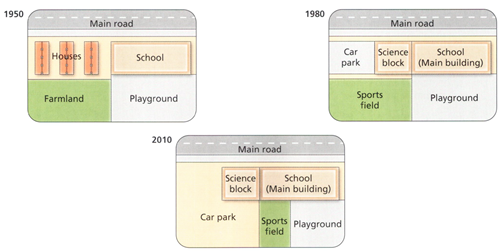 1950
Main road
Houses
School
Farmland
Playground
1980
Main road
Car
park
Science
block
School
(Main building)
Sports
field
Playground
2010
Main road
Science
block
School
(Main building)
Car park
Sports
field
Playground